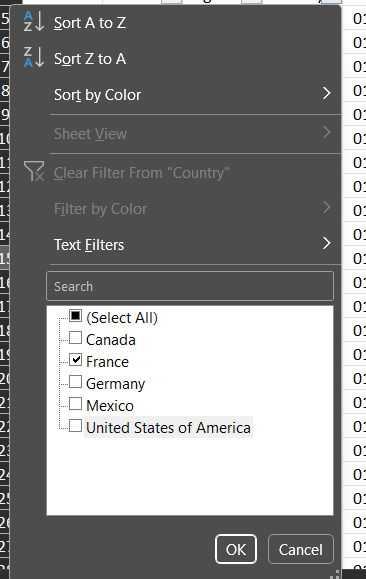 Sort A to Z
Sort Z to A
Sort by Color
Sheet View
Clear Filter From "Country"
Filter by Color
Text Filters
Search
(Select All)
Canada
France
Germany
Mexico
United States of America
OK
Cancel